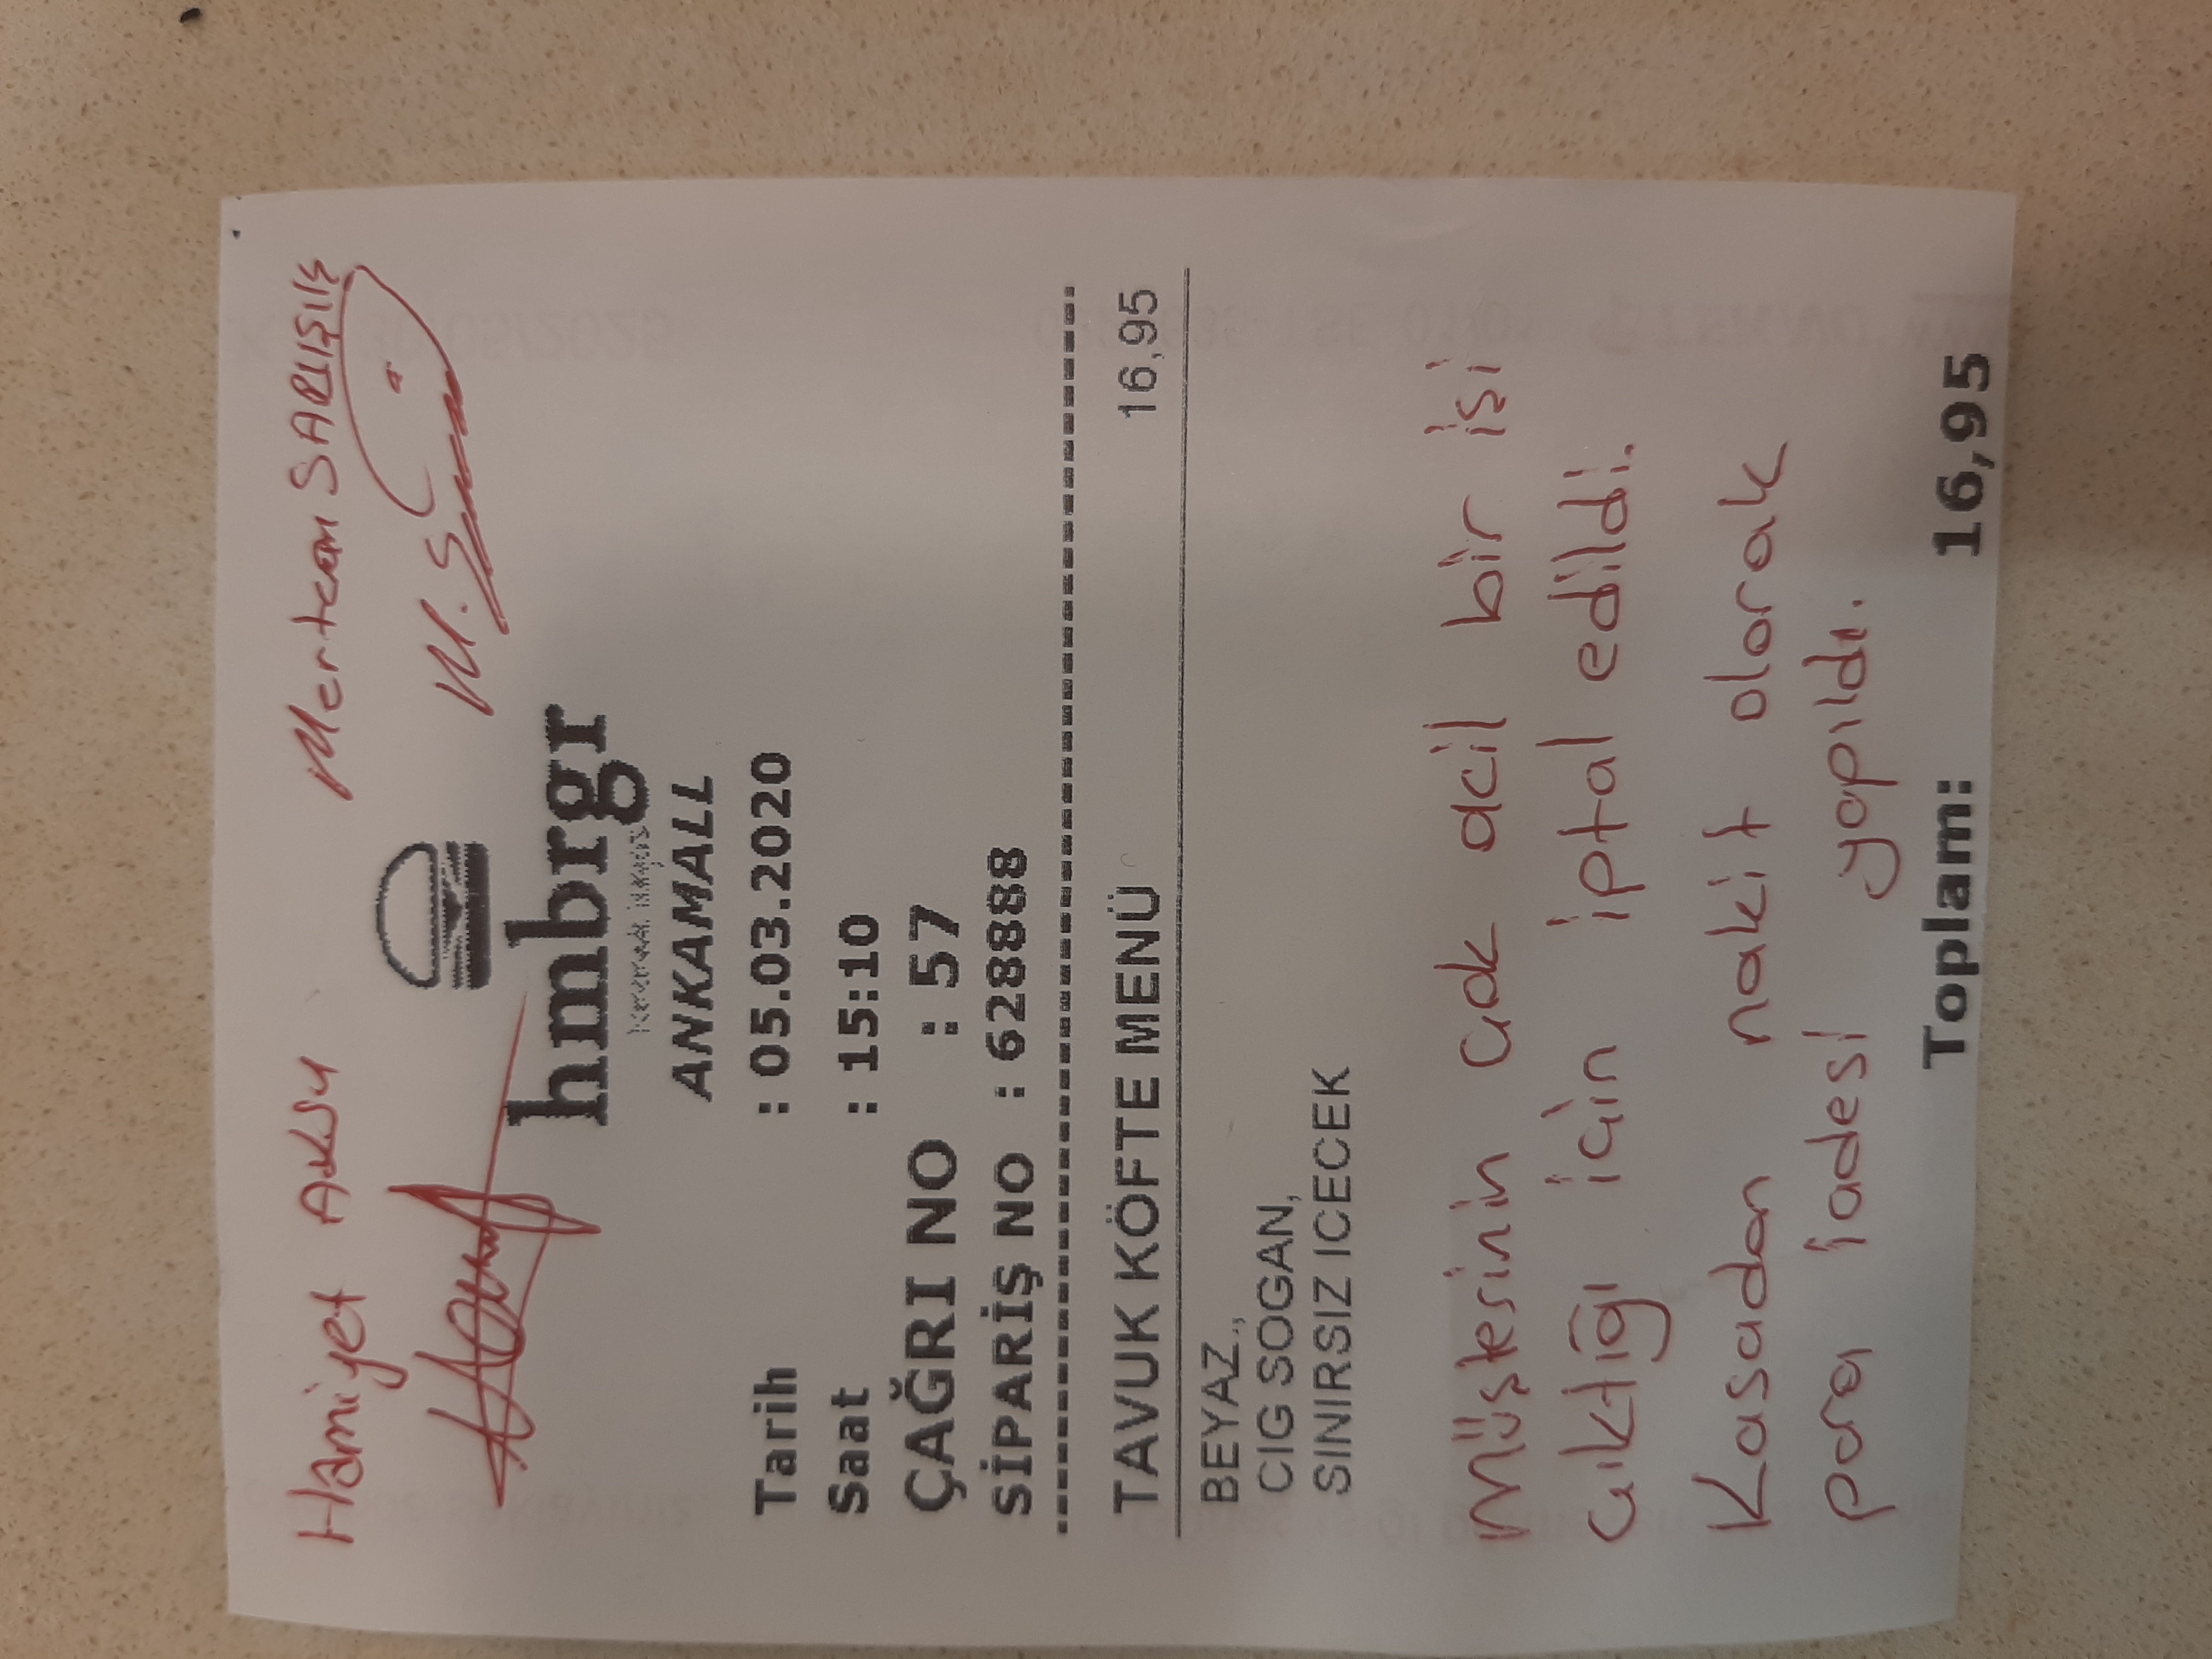 Hamiyet AKSU
Mertcan SARIIŞIK
M. S
hmbrgr
ANKAMALL
Tarih : 05.03.2020
Saat : 15:10
ÇAĞRI NO : 57
SİPARİŞ NO : 628888
TAVUK KÖFTE MENÜ 16,95
BEYAZ.,
CIG SOGAN,
SINIRSIZ ICECEK
Müşterinin çok acil bir işi
çıktığı için iptal edildi.
Kasadan nakit olarak
para iadesi yapıldı.
Toplam: 16,95